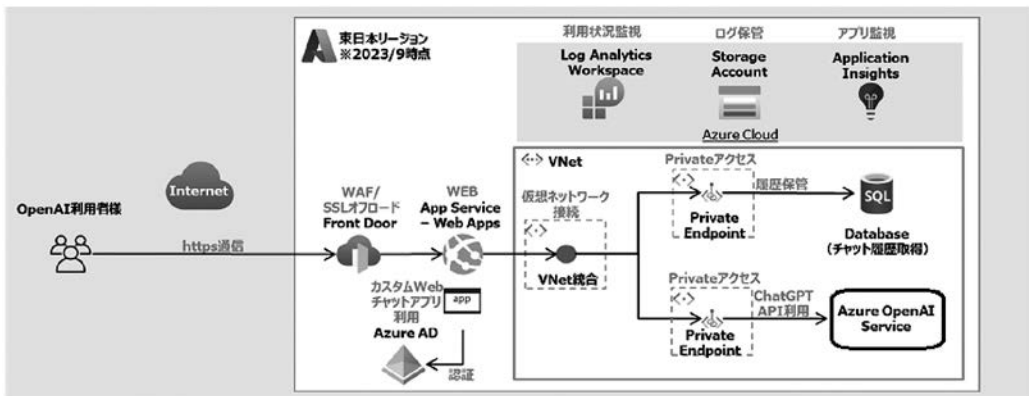 東日本リージョン
※2023/9時点
利用状況監視
Log Analytics
Workspace
ログ保管
Storage
Account
アプリ監視
Application
Insights
Azure Cloud
OpenAI利用者様
Internet
https通信
WAF/
SSLオフロード
Front Door
WEB
App Service
– Web Apps
カスタムWeb
チャットアプリ
利用
app
Azure AD
認証
VNet
仮想ネットワーク
接続
VNet統合
Privateアクセス
Private
Endpoint
履歴保管
SQL
Database
(チャット履歴取得)
Privateアクセス
Private
Endpoint
ChatGPT
API利用
Azure OpenAI
Service